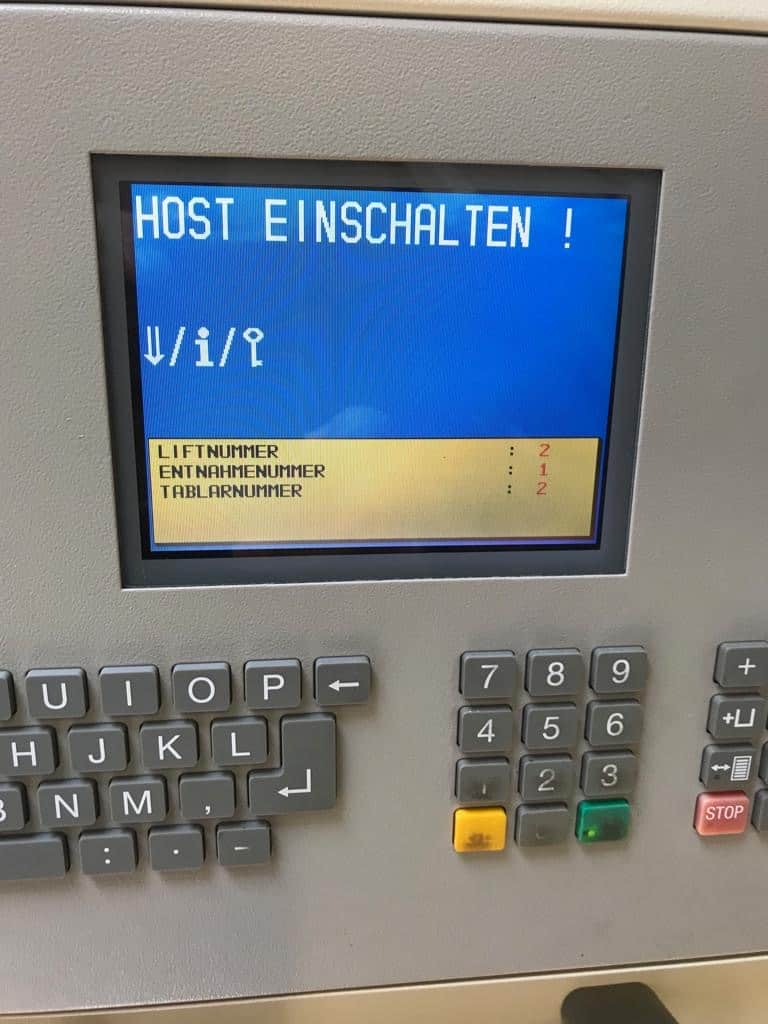 HOST EINSCHALTEN !
⇓/i/
LIFTNUMMER : 2
ENTNAHMENUMMER : 1
TABLARNUMMER : 2
U I O P ←
H J K L
B N M , ↵
: . -
7 8 9
4 5 6
2 3
+
+⊔
↔
STOP